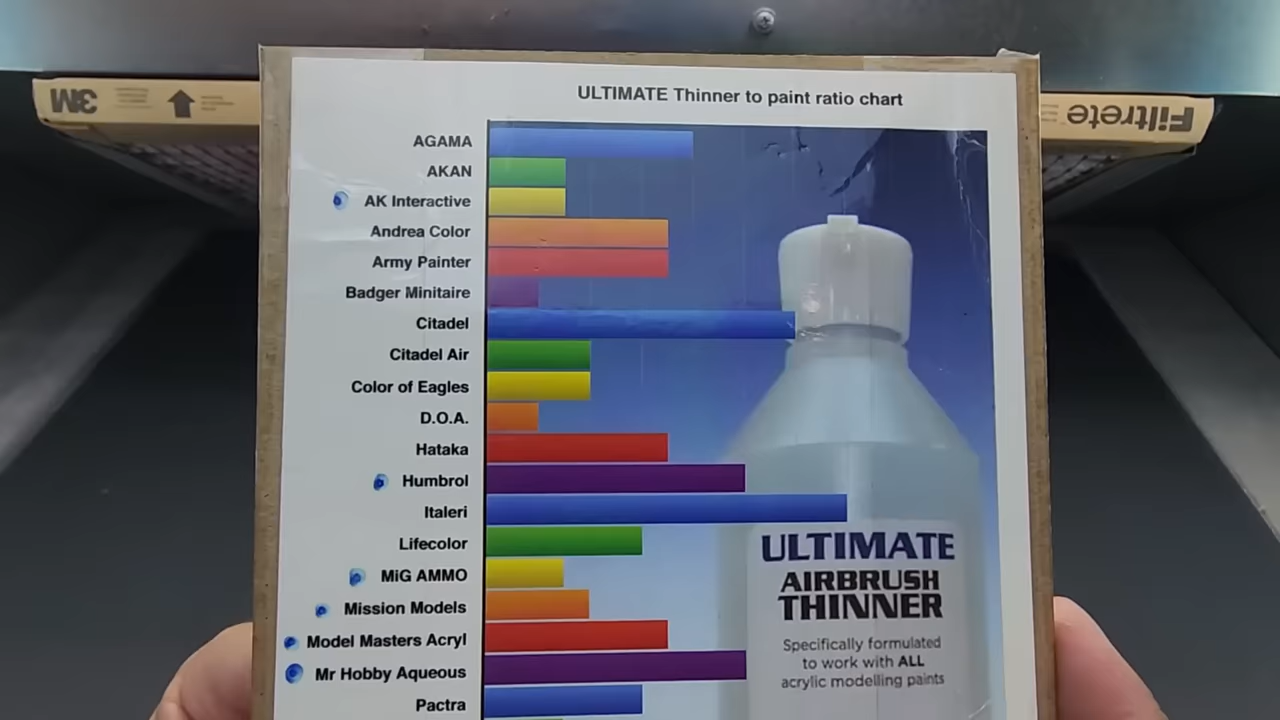 3M
Filtrete
ULTIMATE Thinner to paint ratio chart
AGAMA
AKAN
AK Interactive
Andrea Color
Army Painter
Badger Minitaire
Citadel
Citadel Air
Color of Eagles
D.O.A.
Hataka
Humbrol
Italeri
Lifecolor
MiG AMMO
Mission Models
Model Masters Acryl
Mr Hobby Aqueous
Pactra
ULTIMATE
AIRBRUSH
THINNER
Specifically formulated
to work with ALL
acrylic modelling paints